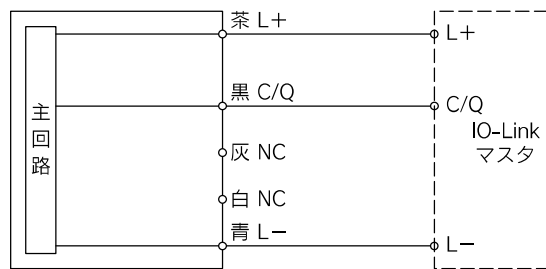 主回路
茶 L+
黒 C/Q
灰 NC
白 NC
青 L−
L+
C/Q
IO-Link
マスタ
L−